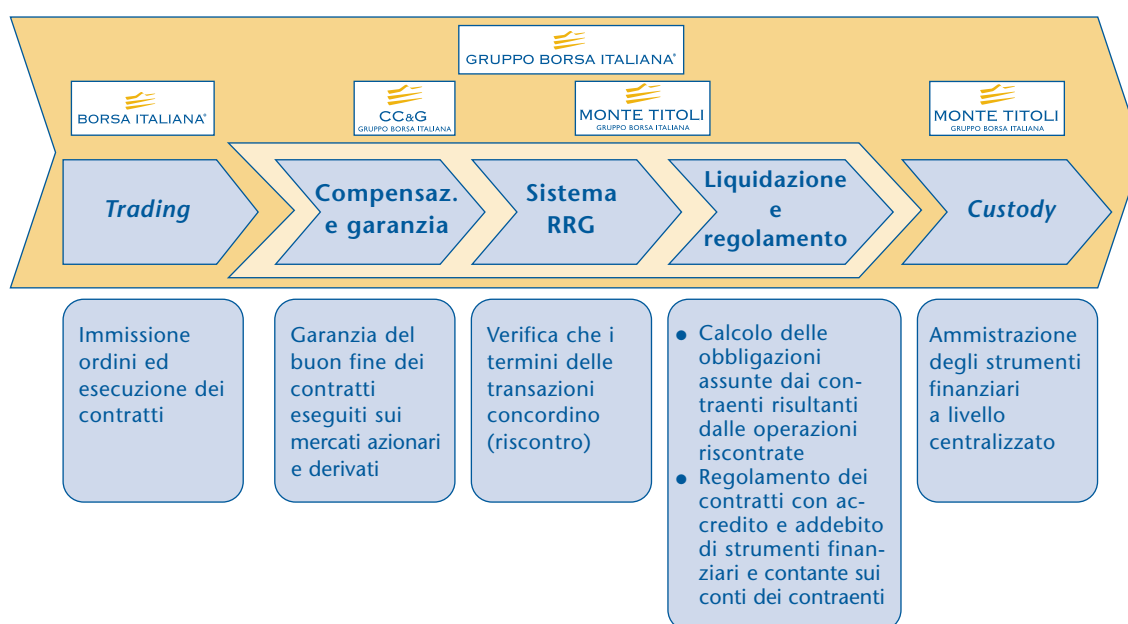 GRUPPO BORSA ITALIANA®
BORSA ITALIANA®
CC&G
GRUPPO BORSA ITALIANA
MONTE TITOLI
GRUPPO BORSA ITALIANA
MONTE TITOLI
GRUPPO BORSA ITALIANA
Trading
Compensaz.
e garanzia
Sistema
RRG
Liquidazione
e
regolamento
Custody
Immissione
ordini ed
esecuzione dei
contratti
Garanzia del
buon fine dei
contratti
eseguiti sui
mercati azionari
e derivati
Verifica che i
termini delle
transazioni
concordino
(riscontro)
● Calcolo delle
obbligazioni
assunte dai con-
traenti risultanti
dalle operazioni
riscontrate
● Regolamento dei
contratti con ac-
credito e addebito
di strumenti finan-
ziari e contante sui
conti dei contraenti
Ammistrazione
degli strumenti
finanziari
a livello
centralizzato